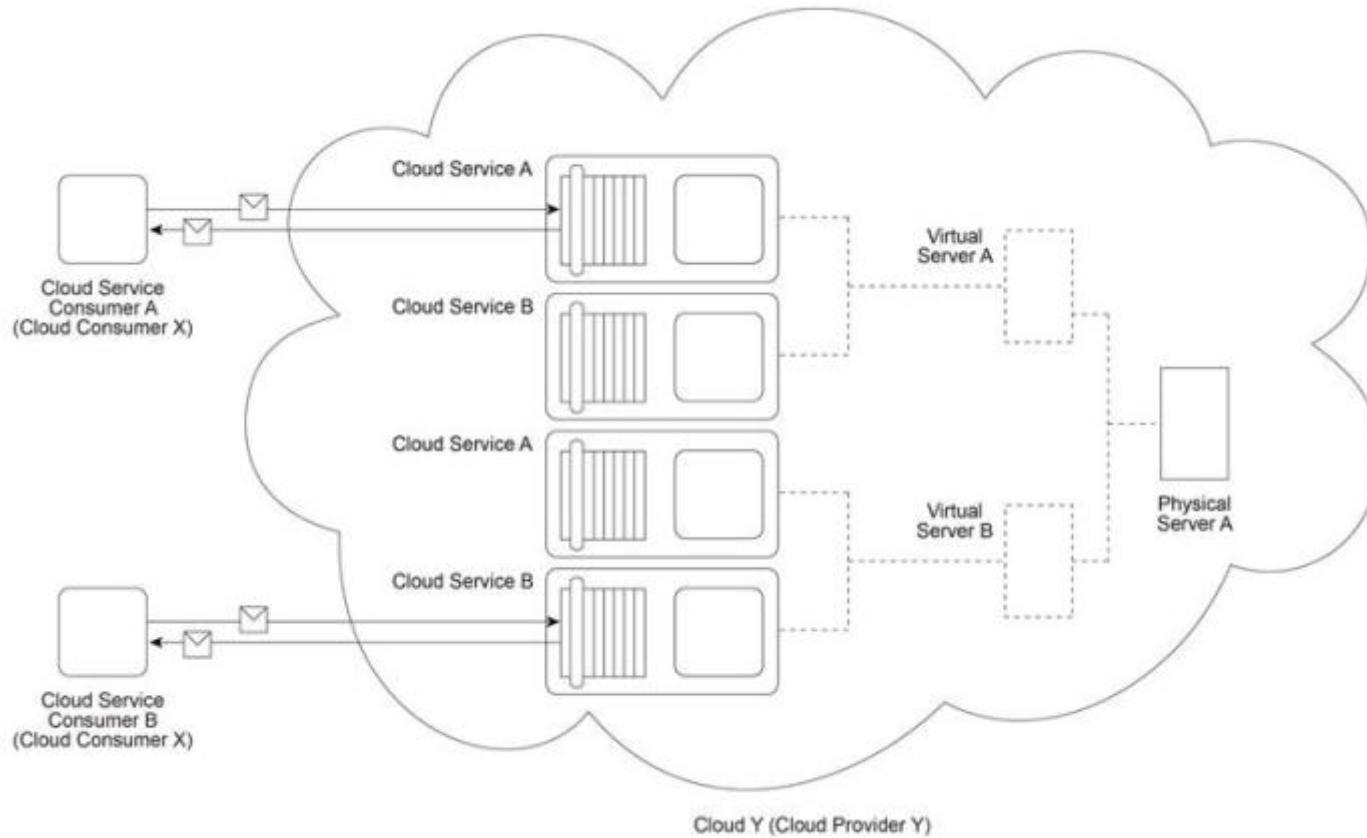 Cloud Service A
Cloud Service
Consumer A
(Cloud Consumer X)
Virtual
Server A
Cloud Service B
Cloud Service A
Physical
Server A
Virtual
Server B
Cloud Service B
Cloud Service
Consumer B
(Cloud Consumer X)
Cloud Y (Cloud Provider Y)